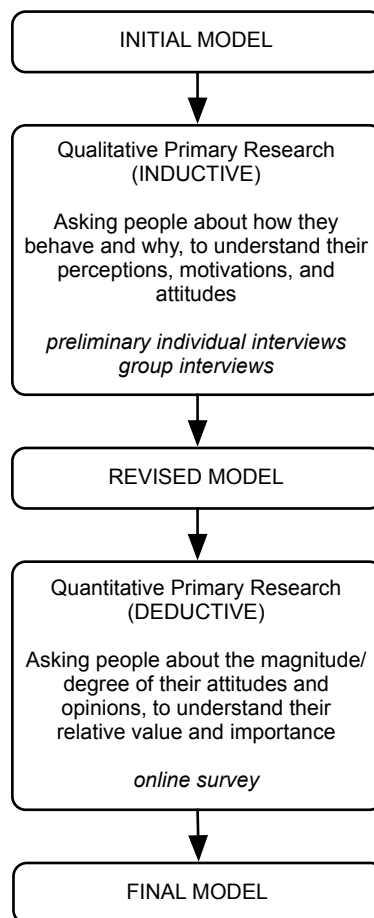 INITIAL MODEL
Qualitative Primary Research
(INDUCTIVE)
Asking people about how they
behave and why, to understand their
perceptions, motivations, and
attitudes
preliminary individual interviews
group interviews
REVISED MODEL
Quantitative Primary Research
(DEDUCTIVE)
Asking people about the magnitude/
degree of their attitudes and
opinions, to understand their
relative value and importance
online survey
FINAL MODEL